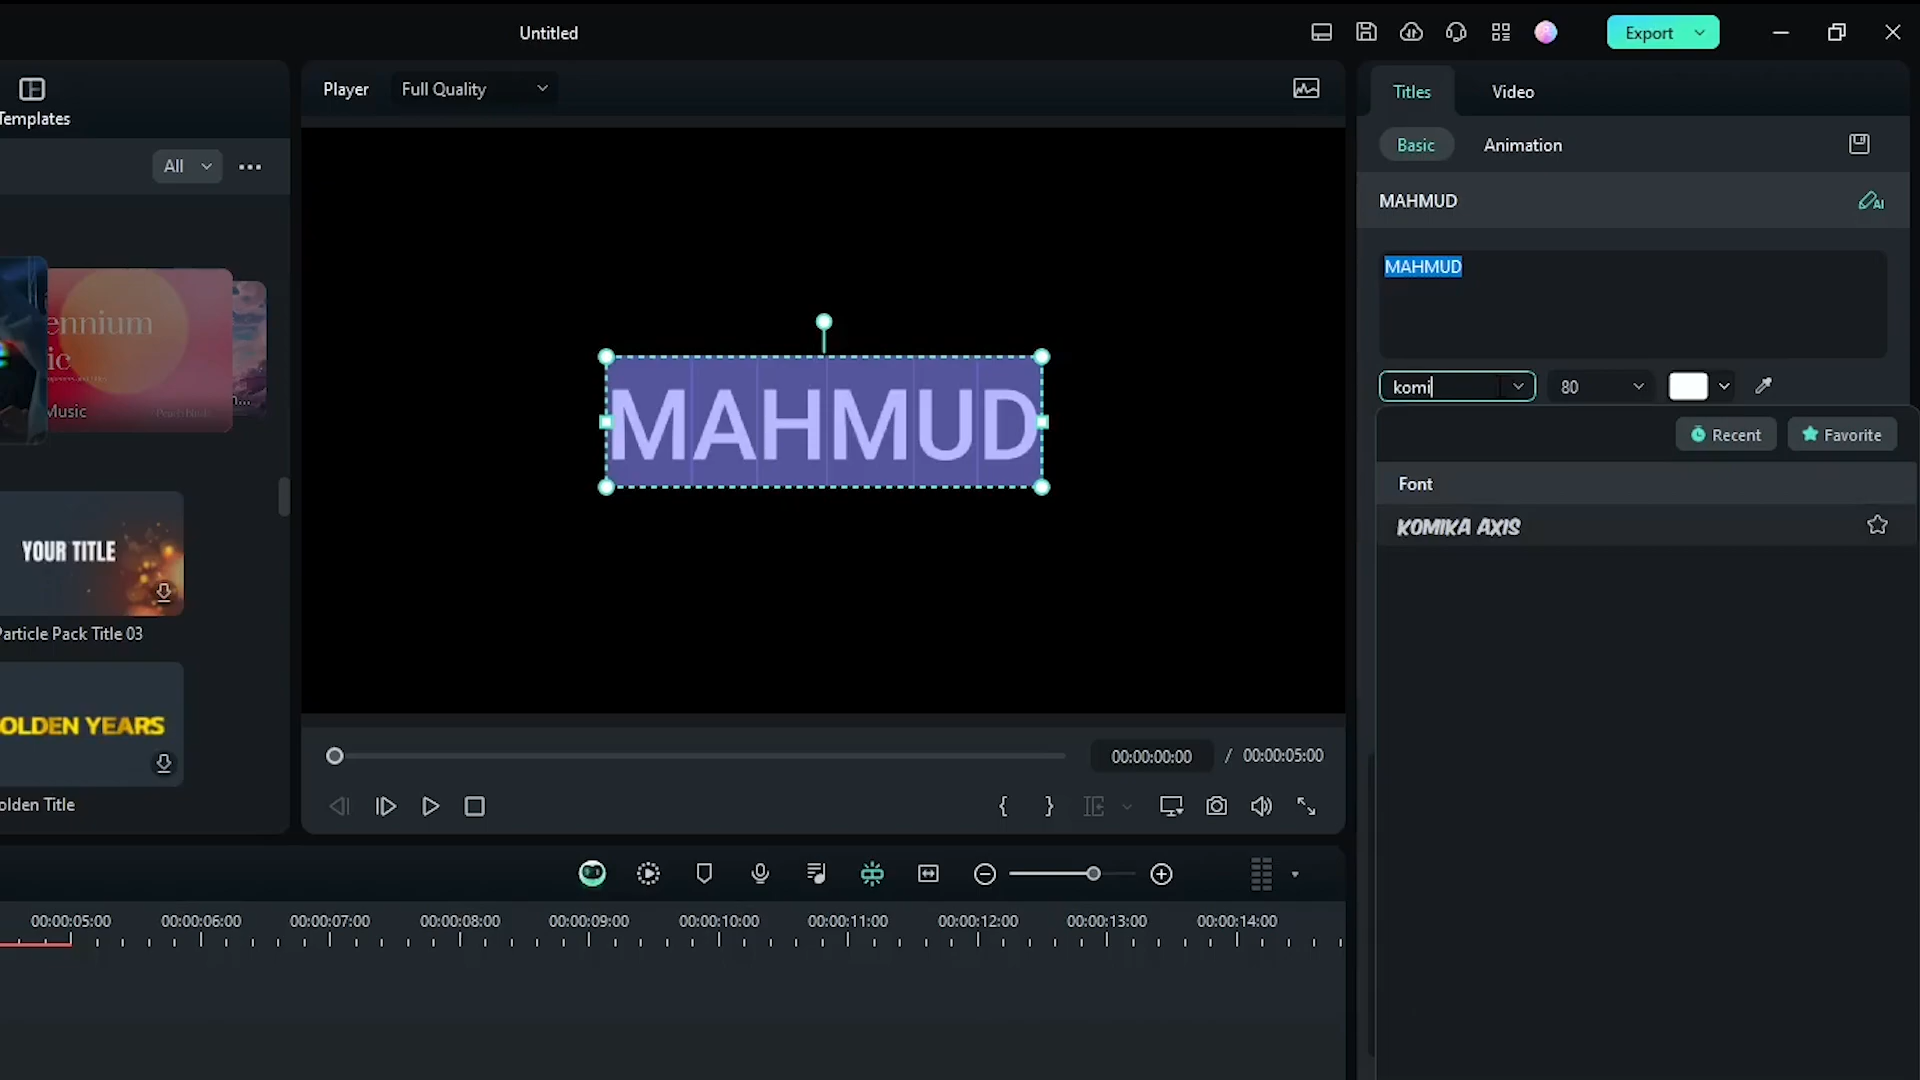 Untitled
Export
Templates
All
ennium
ic
Music
n...
YOUR TITLE
Particle Pack Title 03
OLDEN YEARS
olden Title
Player
Full Quality
MAHMUD
00:00:00:00 / 00:00:05:00
{ }
Titles
Video
Basic
Animation
MAHMUD
AI
MAHMUD
komi
80
Recent
Favorite
Font
KOMIKA AXIS
00:00:05:00 00:00:06:00 00:00:07:00 00:00:08:00 00:00:09:00 00:00:10:00 00:00:11:00 00:00:12:00 00:00:13:00 00:00:14:00